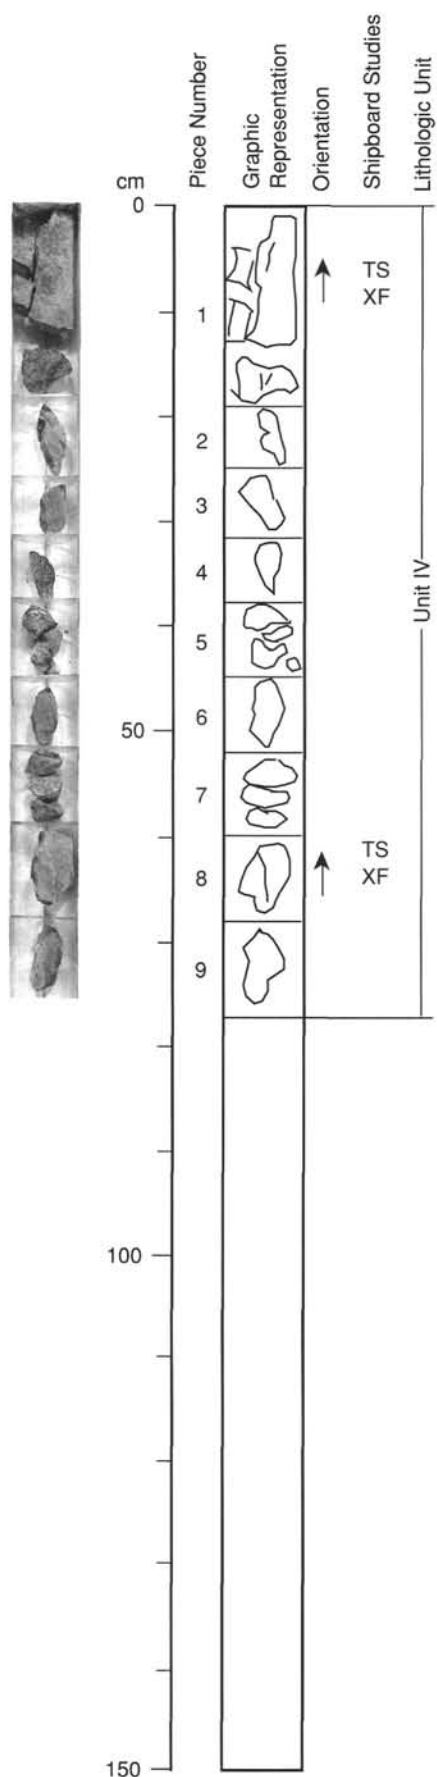 cm
Piece Number
Graphic
Representation
Orientation
Shipboard Studies
Lithologic Unit
0
TS
XF
1
2
3
4
Unit IV
5
6
50
7
TS
XF
8
9
100
150